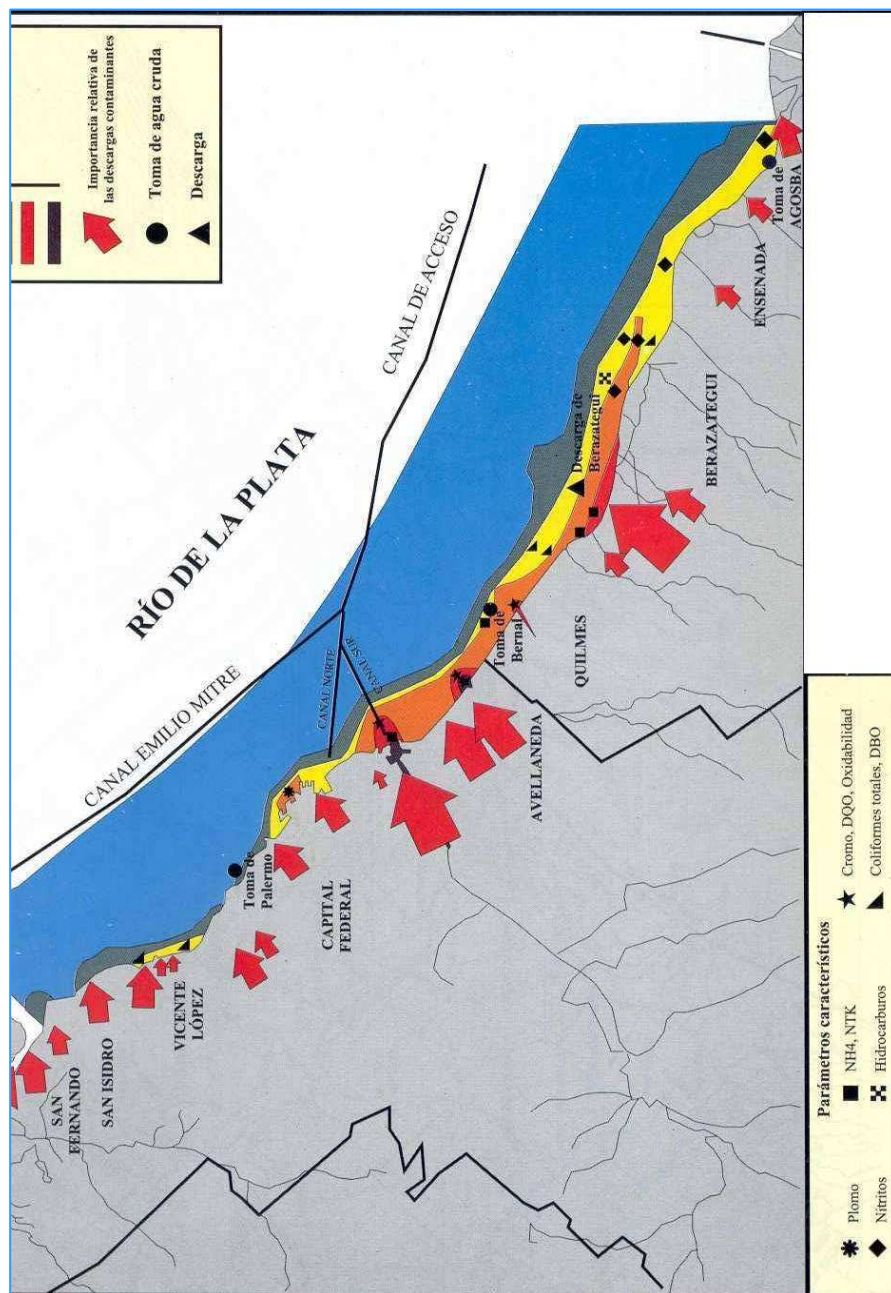 Importancia relativa de
las descargas contaminantes
Toma de agua cruda
Descarga
RÍO DE LA PLATA
CANAL DE ACCESO
CANAL EMILIO MITRE
CANAL NORTE
CANAL SUR
SAN
FERNANDO
SAN ISIDRO
VICENTE
LÓPEZ
Toma de
Palermo
CAPITAL
FEDERAL
AVELLANEDA
Toma de
Bernal
QUILMES
Descarga de
Berazategui
BERAZATEGUI
ENSENADA
Toma de
AGOSBA
Parámetros característicos
Plomo
NH4, NTK
Cromo, DQO, Oxidabilidad
Nitritos
Hidrocarburos
Coliformes totales, DBO